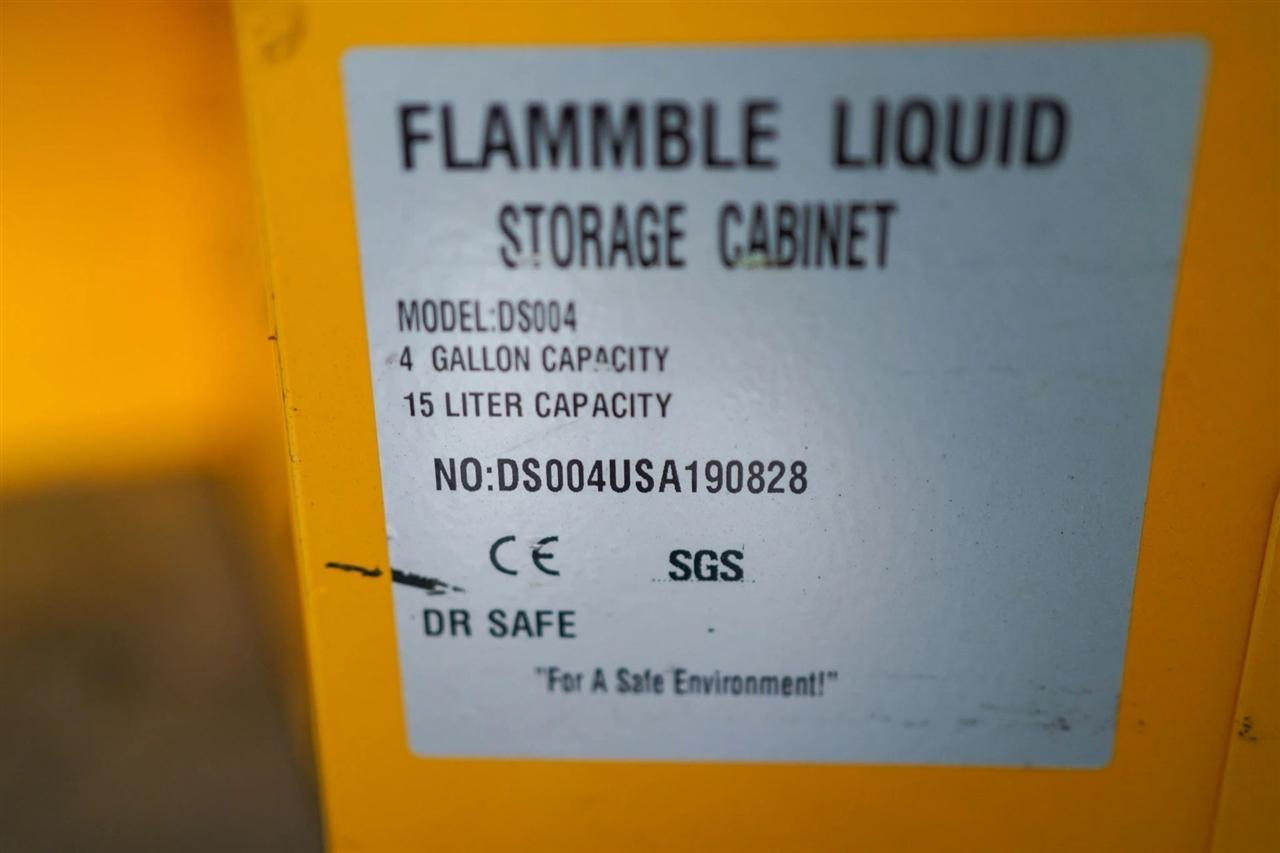 FLAMMBLE LIQUID
STORAGE CABINET
MODEL:DS004
4 GALLON CAPACITY
15 LITER CAPACITY
NO:DS004USA190828
CE SGS
DR SAFE
"For A Safe Environment!"